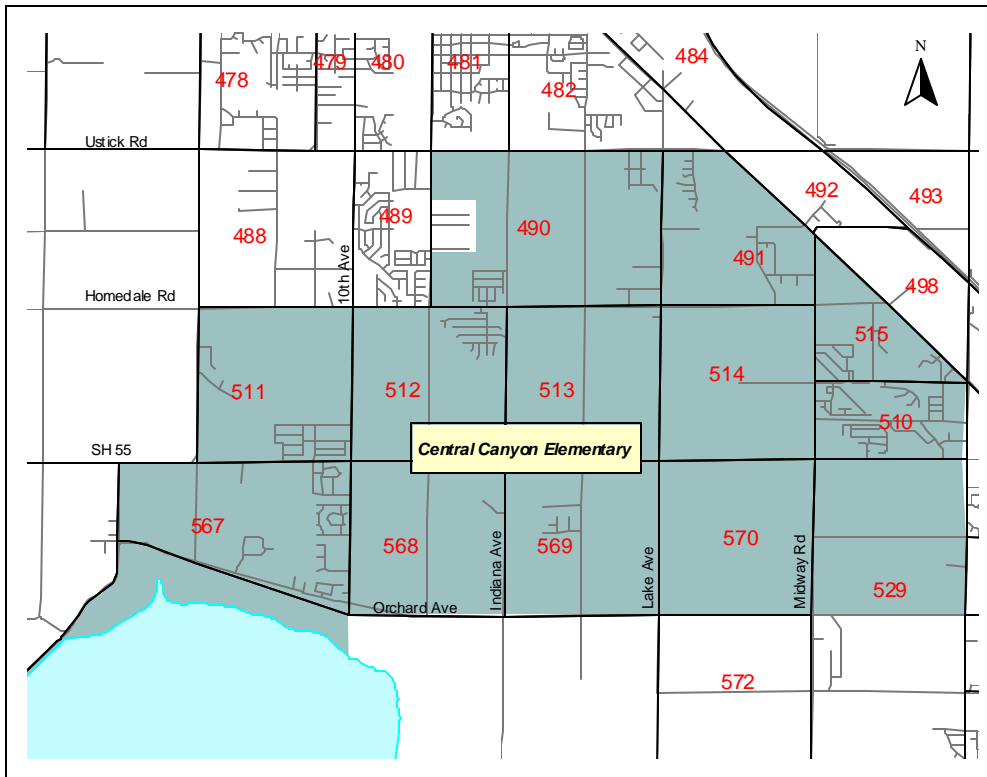 N
484
479
480
481
478
482
Ustick Rd
492
493
489
490
488
491
10th Ave
498
Homedale Rd
515
514
511
512
513
510
SH 55
Central Canyon Elementary
567
568
569
570
Indiana Ave
Lake Ave
Midway Rd
529
Orchard Ave
572